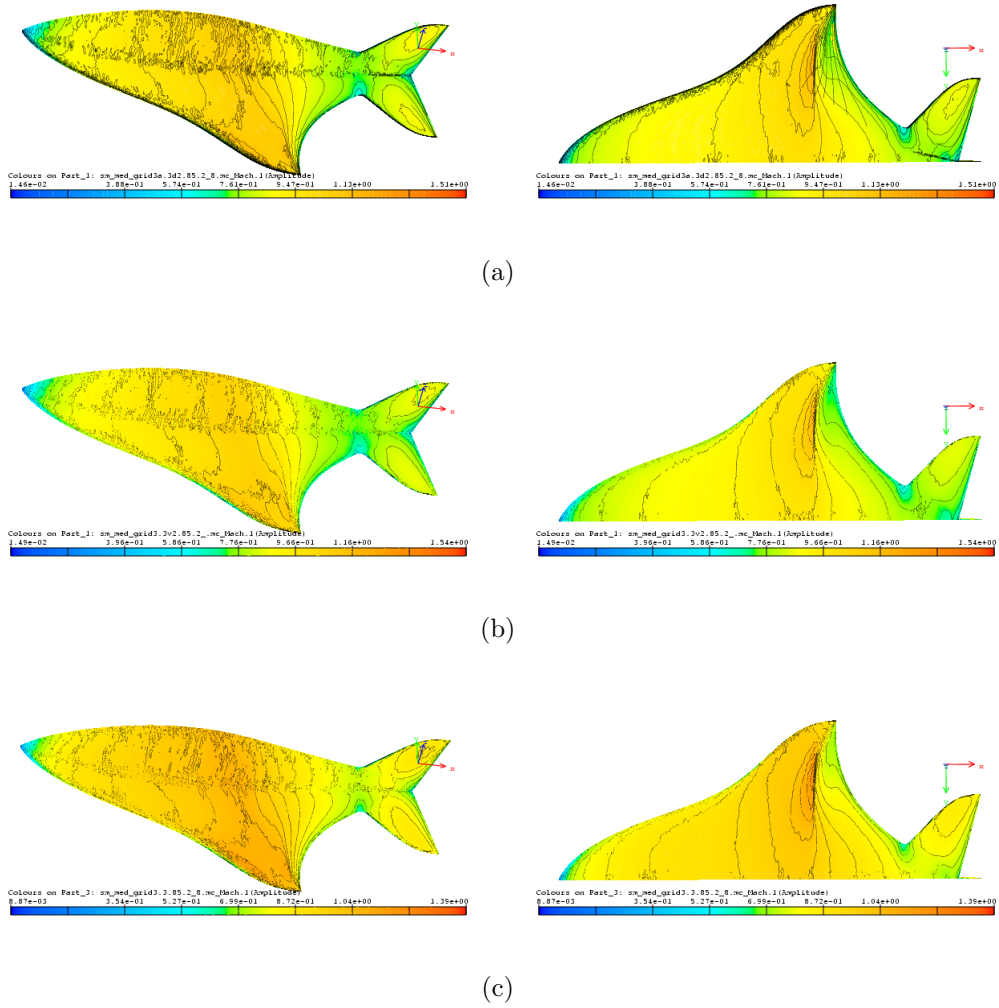 Colours on Part_1: sm_med_grid3a.3d2.85.2_8.mc_Mach.1(Amplitude)
1.46e-02 3.88e-01 5.74e-01 7.61e-01 9.47e-01 1.13e+00 1.51e+00
Colours on Part_1: sm_med_grid3a.3d2.85.2_8.mc_Mach.1(Amplitude)
1.46e-02 3.88e-01 5.74e-01 7.61e-01 9.47e-01 1.13e+00 1.51e+00
(a)
Colours on Part_1: sm_med_grid3.3v2.85.2_.mc_Mach.1(Amplitude)
1.49e-02 3.96e-01 5.86e-01 7.76e-01 9.66e-01 1.16e+00 1.54e+00
Colours on Part_1: sm_med_grid3.3v2.85.2_.mc_Mach.1(Amplitude)
1.49e-02 3.96e-01 5.86e-01 7.76e-01 9.66e-01 1.16e+00 1.54e+00
(b)
Colours on Part_3: sm_med_grid3.3.85.2_8.mc_Mach.1(Amplitude)
8.87e-03 3.54e-01 5.27e-01 6.99e-01 8.72e-01 1.04e+00 1.39e+00
Colours on Part_3: sm_med_grid3.3.85.2_8.mc_Mach.1(Amplitude)
8.87e-03 3.54e-01 5.27e-01 6.99e-01 8.72e-01 1.04e+00 1.39e+00
(c)